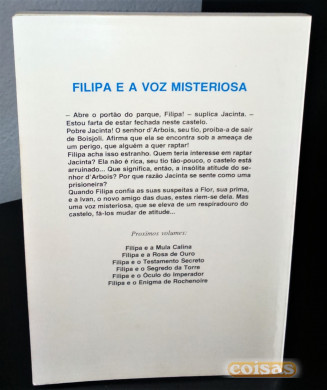 FILIPA E A VOZ MISTERIOSA
– Abre o portão do parque, Filipa! – suplica Jacinta. –
Estou farta de estar fechada neste castelo.
Pobre Jacinta! O senhor d'Arbois, seu tio, proíba-a de sair
de Boisjoli. Afirma que ela se encontra sob a ameaça de
um perigo, que alguém a quer raptar!
Filipa acha isso estranho. Quem teria interesse em raptar
Jacinta? Ela não é rica, seu tio tão-pouco, o castelo está
arruinado... Que significa, então, a insólita atitude do se-
nhor d'Arbois? Por que razão Jacinta se sente como uma
prisioneira?
Quando Filipa confia as suas suspeitas a Flor, sua prima,
e a Ivan, o novo amigo das duas, estes riem-se dela. Mas
uma voz misteriosa, que se eleva de um respiradouro do
castelo, fá-los mudar de atitude...
Proximos volumes:
Filipa e a Mula Calina
Filipa e a Rosa de Ouro
Filipa e o Testamento Secreto
Filipa e o Segredo da Torre
Filipa e o Óculo do Imperador
Filipa e o Enigma de Rochenoire
coisas